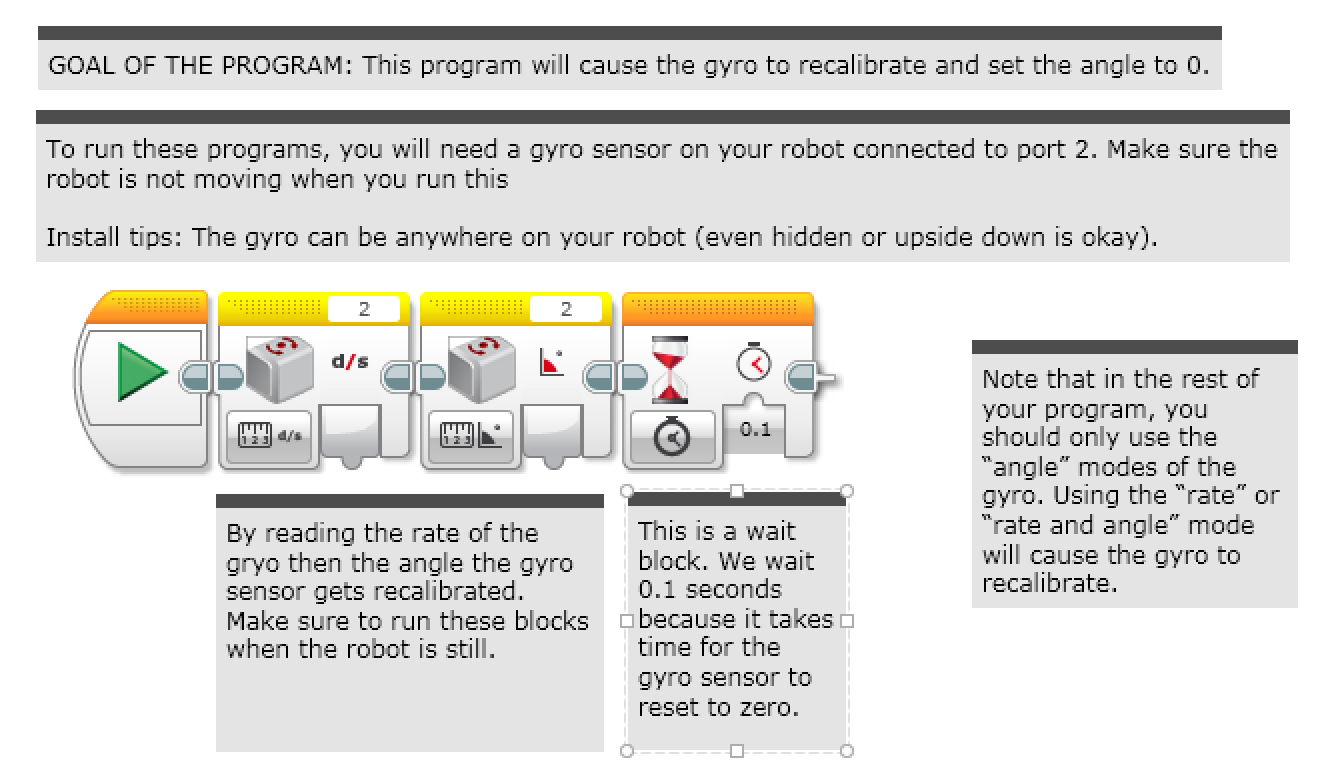 GOAL OF THE PROGRAM: This program will cause the gyro to recalibrate and set the angle to 0.
To run these programs, you will need a gyro sensor on your robot connected to port 2. Make sure the
robot is not moving when you run this
Install tips: The gyro can be anywhere on your robot (even hidden or upside down is okay).
2
d/s
1 2 3 d/s
2
1 2 3
0.1
Note that in the rest of
your program, you
should only use the
“angle” modes of the
gyro. Using the “rate” or
“rate and angle” mode
will cause the gyro to
recalibrate.
By reading the rate of the
gryo then the angle the gyro
sensor gets recalibrated.
Make sure to run these blocks
when the robot is still.
This is a wait
block. We wait
0.1 seconds
because it takes
time for the
gyro sensor to
reset to zero.